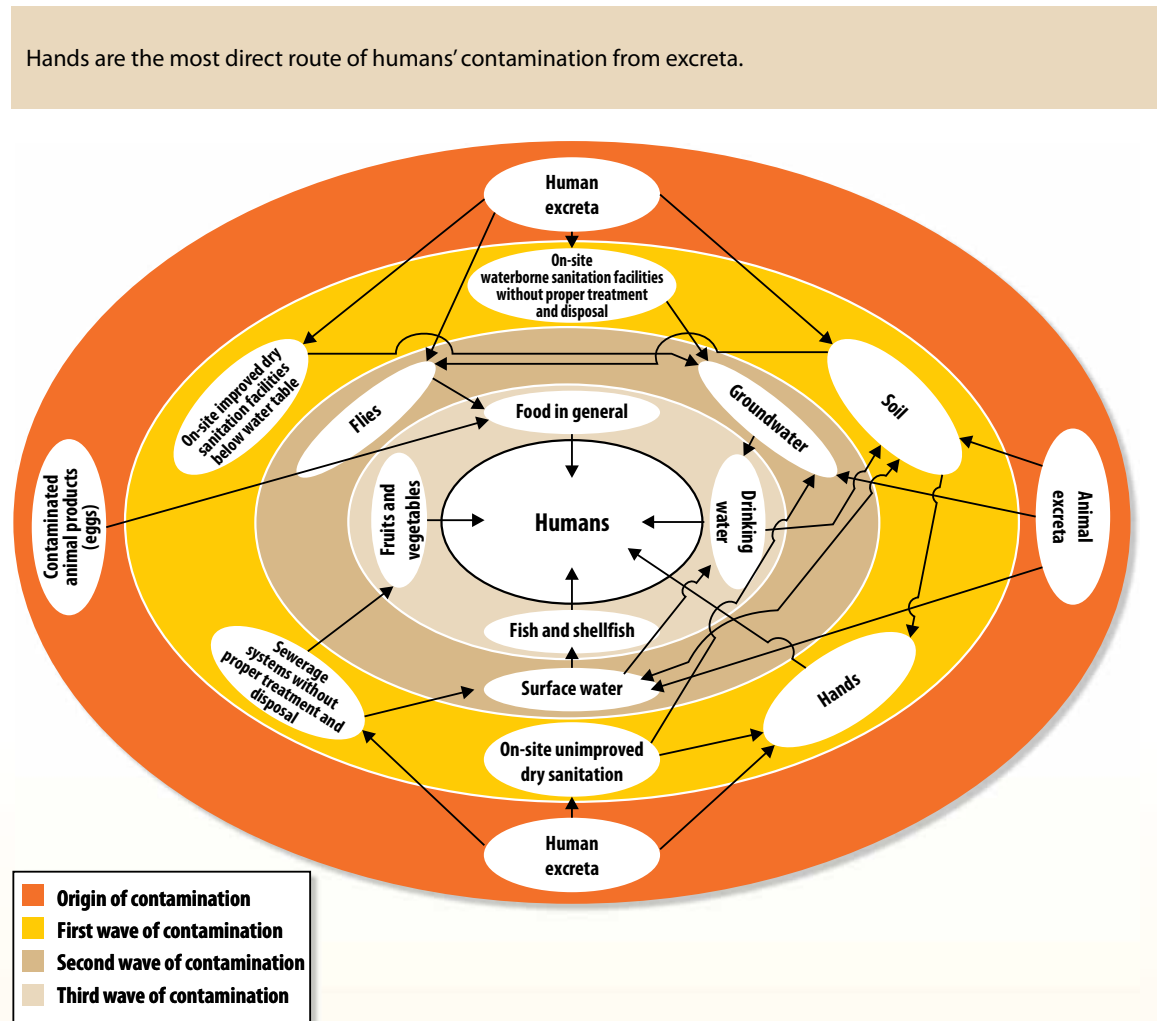 Hands are the most direct route of humans’ contamination from excreta.
Human
excreta
On-site
waterborne sanitation facilities
without proper treatment
and disposal
On-site improved dry
sanitation facilities
below water table
Flies
Food in general
Groundwater
Soil
Contaminated
animal products
(eggs)
Fruits and
vegetables
Humans
Drinking
water
Animal
excreta
Fish and shellfish
Sewerage
systems without
proper treatment and
disposal
Surface water
Hands
On-site unimproved
dry sanitation
Human
excreta
Origin of contamination
First wave of contamination
Second wave of contamination
Third wave of contamination